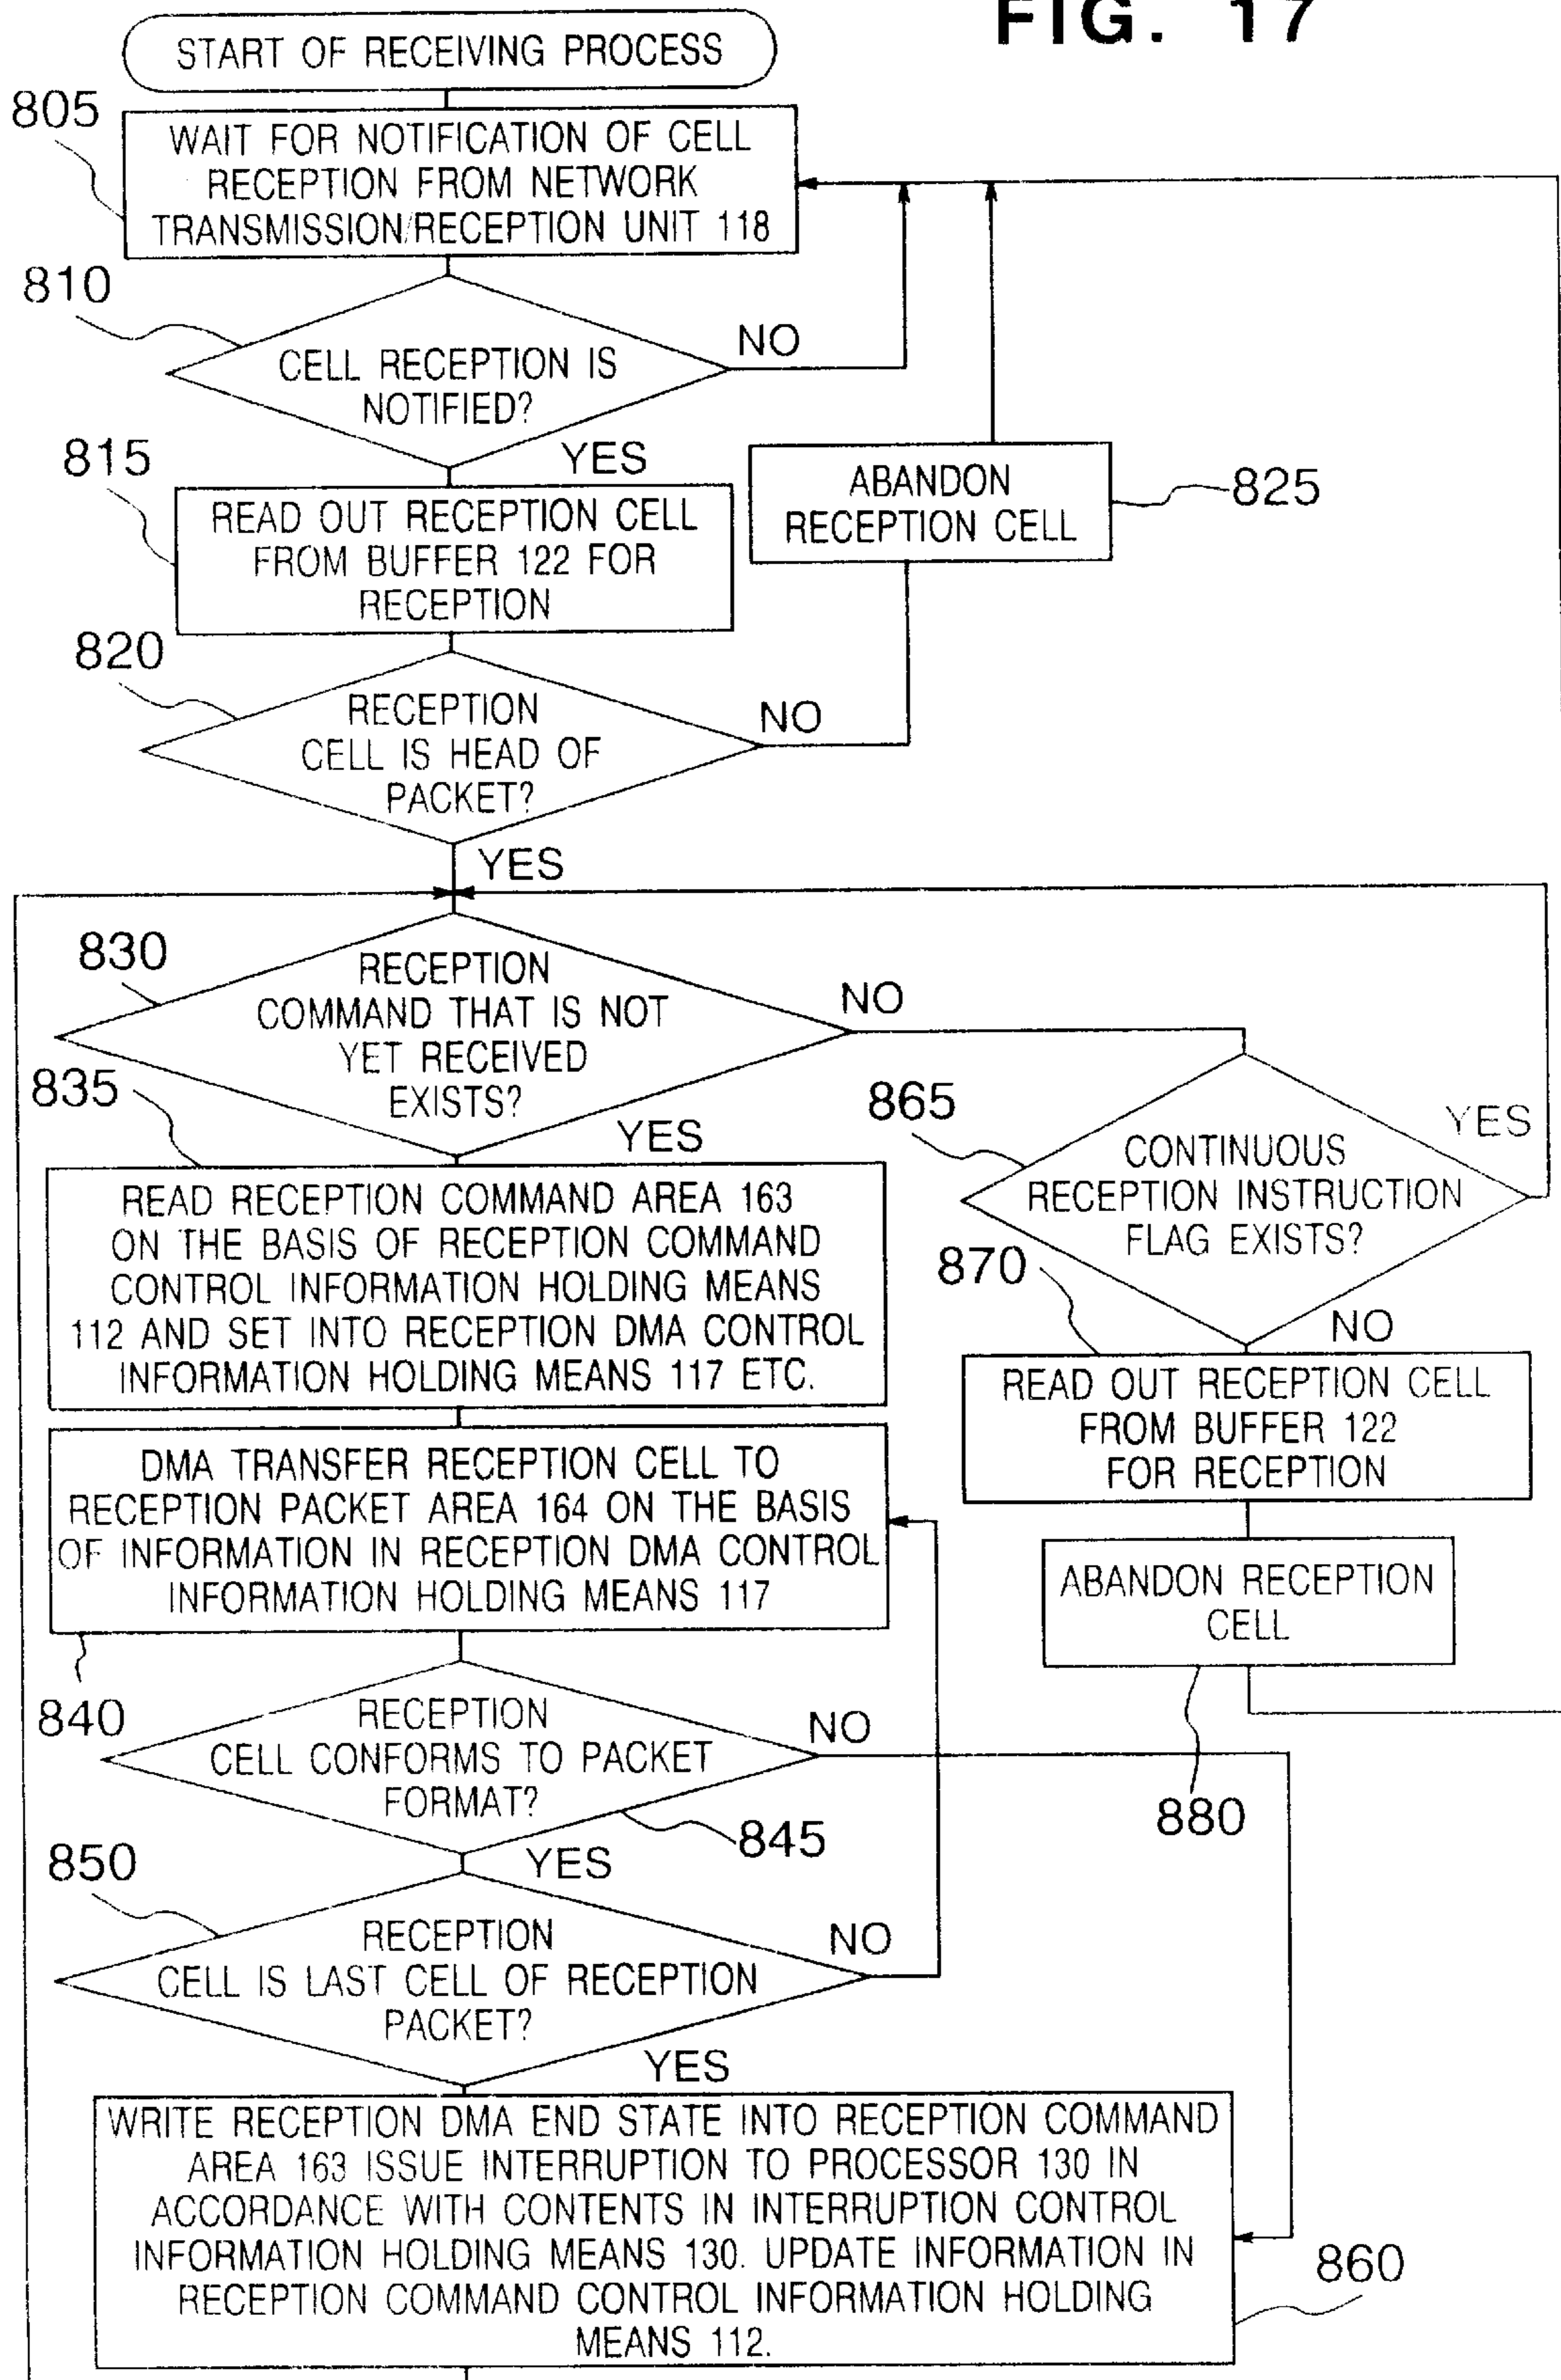 FIG. 17
START OF RECEIVING PROCESS
805
WAIT FOR NOTIFICATION OF CELL
RECEPTION FROM NETWORK
TRANSMISSION/RECEPTION UNIT 118
810
CELL RECEPTION IS
NOTIFIED?
NO
YES
815
READ OUT RECEPTION CELL
FROM BUFFER 122 FOR
RECEPTION
ABANDON
RECEPTION CELL
825
820
RECEPTION
CELL IS HEAD OF
PACKET?
NO
YES
830
RECEPTION
COMMAND THAT IS NOT
YET RECEIVED
EXISTS?
NO
YES
835
READ RECEPTION COMMAND AREA 163
ON THE BASIS OF RECEPTION COMMAND
CONTROL INFORMATION HOLDING MEANS
112 AND SET INTO RECEPTION DMA CONTROL
INFORMATION HOLDING MEANS 117 ETC.
865
CONTINUOUS
RECEPTION INSTRUCTION
FLAG EXISTS?
YES
NO
870
READ OUT RECEPTION CELL
FROM BUFFER 122
FOR RECEPTION
DMA TRANSFER RECEPTION CELL TO
RECEPTION PACKET AREA 164 ON THE BASIS
OF INFORMATION IN RECEPTION DMA CONTROL
INFORMATION HOLDING MEANS 117
840
ABANDON RECEPTION
CELL
880
RECEPTION
CELL CONFORMS TO PACKET
FORMAT?
NO
845
YES
850
RECEPTION
CELL IS LAST CELL OF RECEPTION
PACKET?
NO
YES
WRITE RECEPTION DMA END STATE INTO RECEPTION COMMAND
AREA 163 ISSUE INTERRUPTION TO PROCESSOR 130 IN
ACCORDANCE WITH CONTENTS IN INTERRUPTION CONTROL
INFORMATION HOLDING MEANS 130. UPDATE INFORMATION IN
RECEPTION COMMAND CONTROL INFORMATION HOLDING
MEANS 112.
860